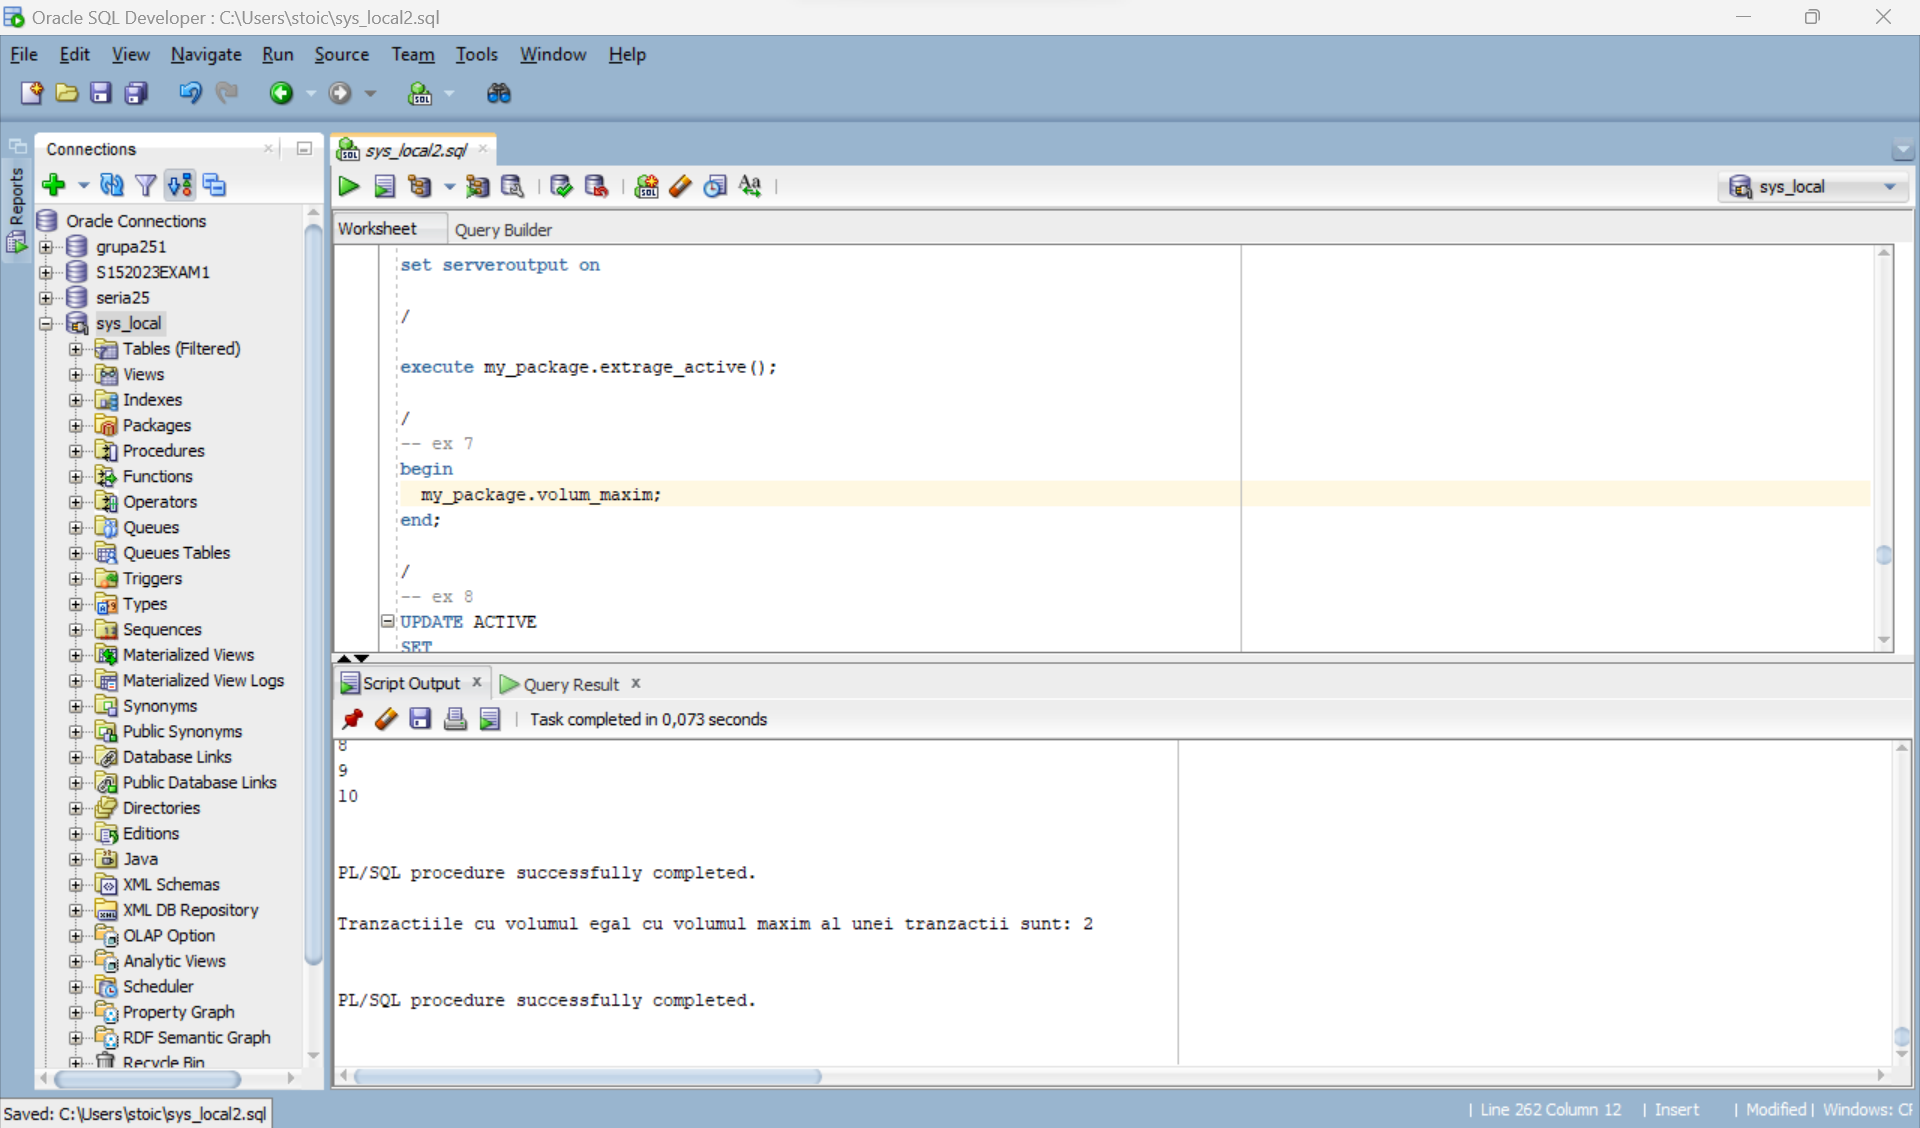 Oracle SQL Developer : C:\Users\stoic\sys_local2.sql
File Edit View Navigate Run Source Team Tools Window Help
Reports
Connections
Oracle Connections
grupa251
S152023EXAM1
seria25
sys_local
Tables (Filtered)
Views
Indexes
Packages
Procedures
Functions
Operators
Queues
Queues Tables
Triggers
Types
Sequences
Materialized Views
Materialized View Logs
Synonyms
Public Synonyms
Database Links
Public Database Links
Directories
Editions
Java
XML Schemas
XML DB Repository
OLAP Option
Analytic Views
Scheduler
Property Graph
RDF Semantic Graph
Recycle Bin
sys_local2.sql
sys_local
Worksheet Query Builder
set serveroutput on
/
execute my_package.extrage_active();
/
-- ex 7
begin
my_package.volum_maxim;
end;
/
-- ex 8
UPDATE ACTIVE
SET
Script Output x Query Result x
Task completed in 0,073 seconds
8
9
10
PL/SQL procedure successfully completed.
Tranzactiile cu volumul egal cu volumul maxim al unei tranzactii sunt: 2
PL/SQL procedure successfully completed.
Saved: C:\Users\stoic\sys_local2.sql
| Line 262 Column 12 | Insert | Modified | Windows: CF